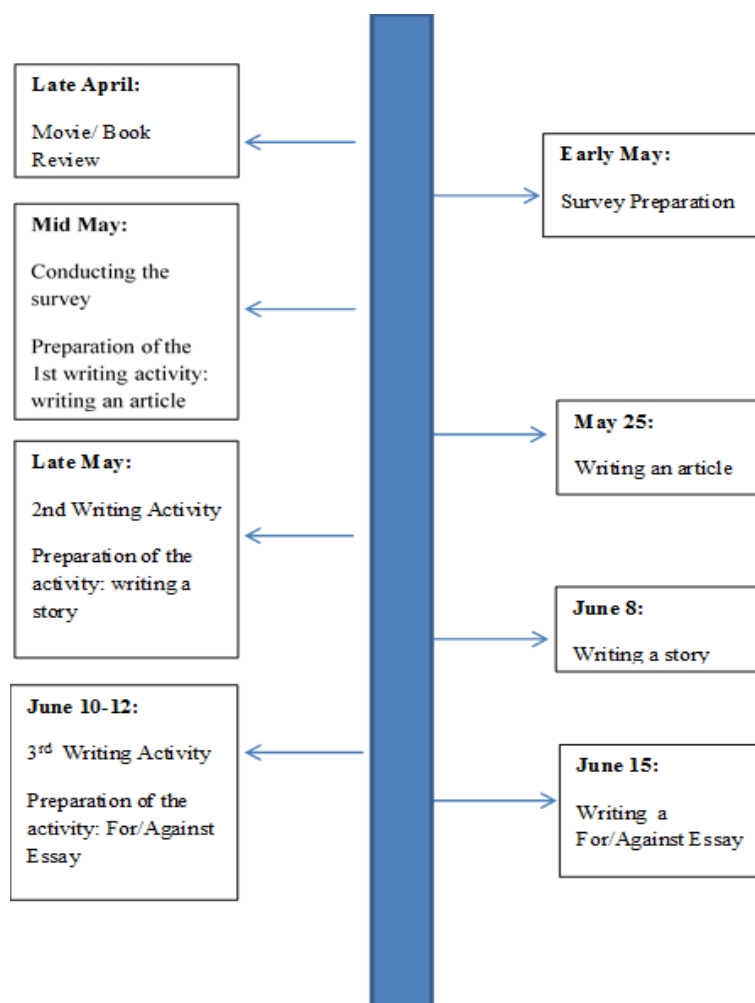 Late April:
Movie/ Book
Review
Early May:
Survey Preparation
Mid May:
Conducting the
survey
Preparation of the
1st writing activity:
writing an article
May 25:
Writing an article
Late May:
2nd Writing Activity
Preparation of the
activity: writing a
story
June 8:
Writing a story
June 10-12:
3rd Writing Activity
Preparation of the
activity: For/Against
Essay
June 15:
Writing a
For/Against Essay